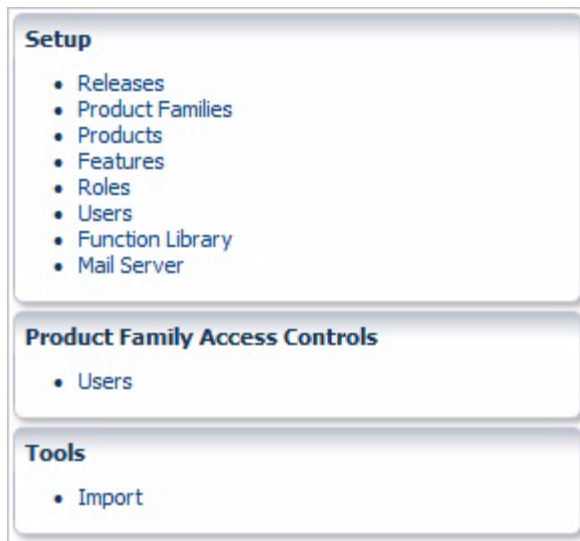 Setup
Releases
Product Families
Products
Features
Roles
Users
Function Library
Mail Server
Product Family Access Controls
Users
Tools
Import